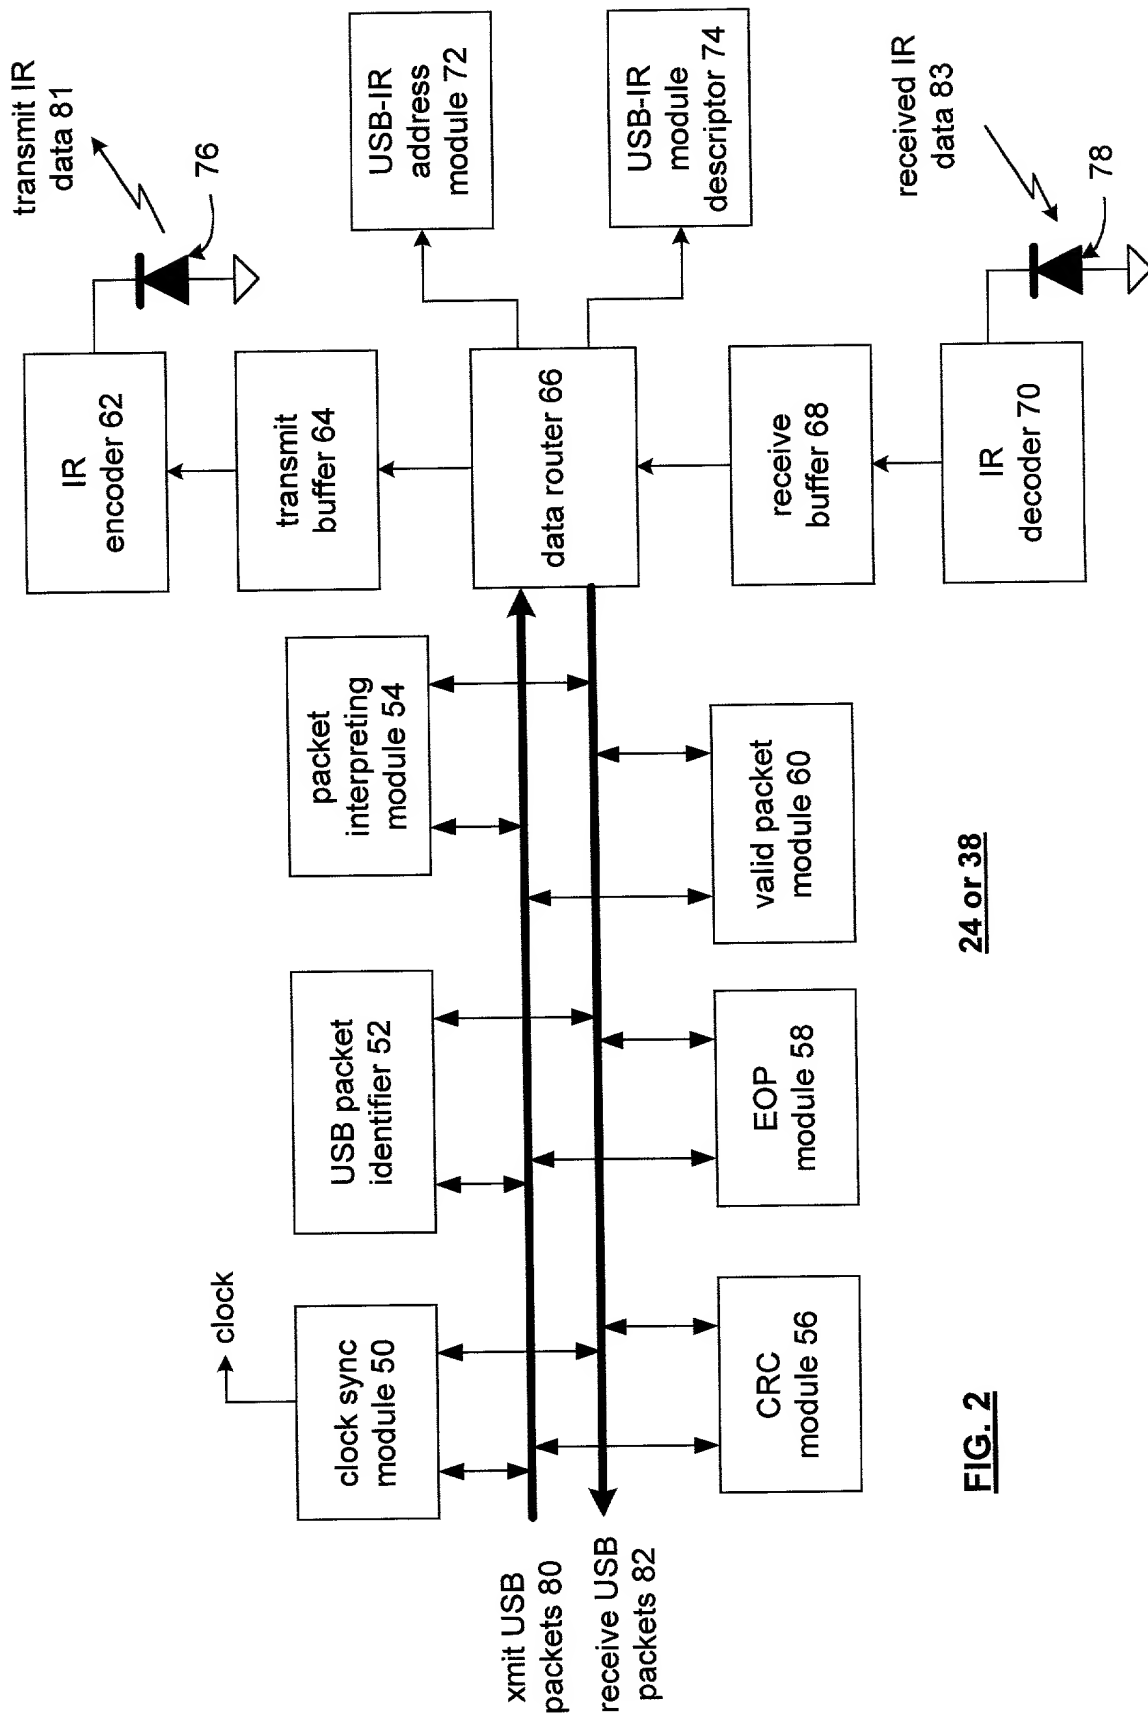 transmit IR
data 81
76
IR
encoder 62
transmit
buffer 64
USB-IR
address
module 72
clock
clock sync
module 50
USB packet
identifier 52
packet
interpreting
module 54
data router 66
xmit USB
packets 80
receive USB
packets 82
USB-IR
module
descriptor 74
CRC
module 56
EOP
module 58
valid packet
module 60
receive
buffer 68
received IR
data 83
78
IR
decoder 70
FIG. 2
24 or 38